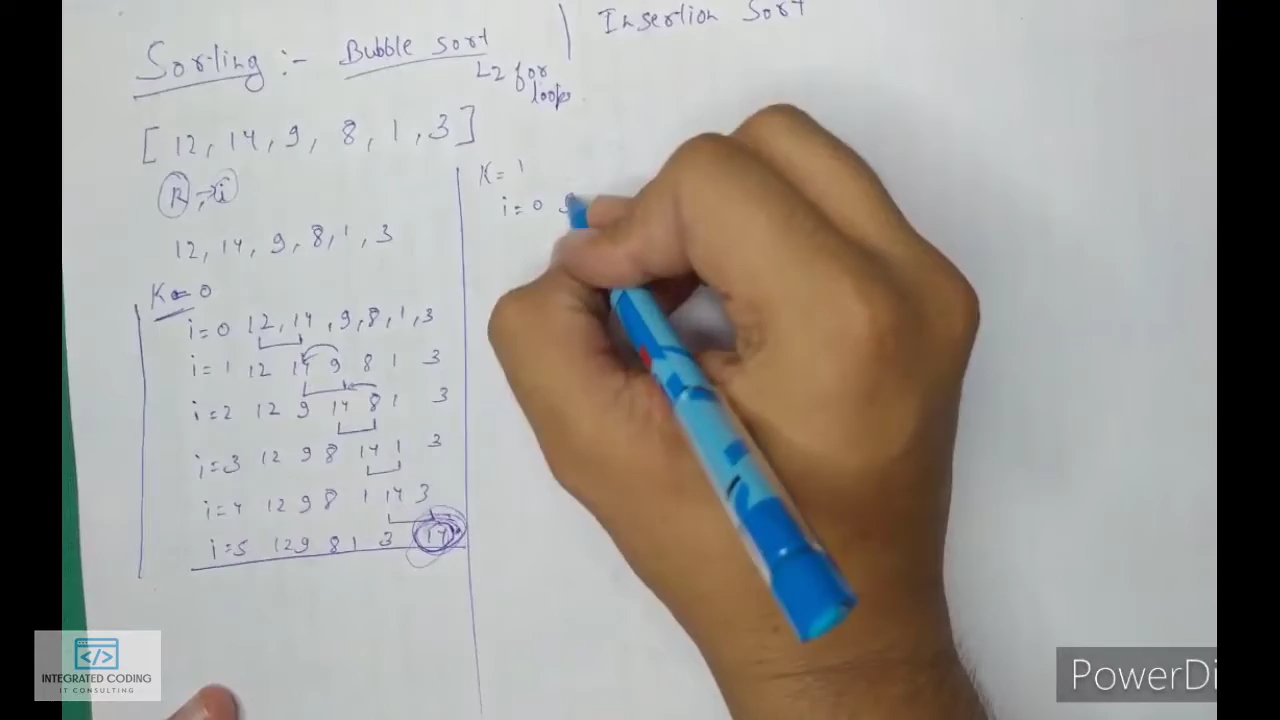 Sorting :- Bubble sort | Insertion Sort
L2 for
loops
[ 12, 14, 9, 8, 1, 3 ]
K, → i
12, 14, 9, 8, 1, 3
K = 0
i = 0 12, 14, 9, 8, 1, 3
i = 1 12 14 9 8 1 3
i = 2 12 9 14 8 1 3
i = 3 12 9 8 14 1 3
i = 4 12 9 8 1 14 3
i = 5 12 9 8 1 3 14
K = 1
i = 0
INTEGRATED CODING
IT CONSULTING
PowerDi